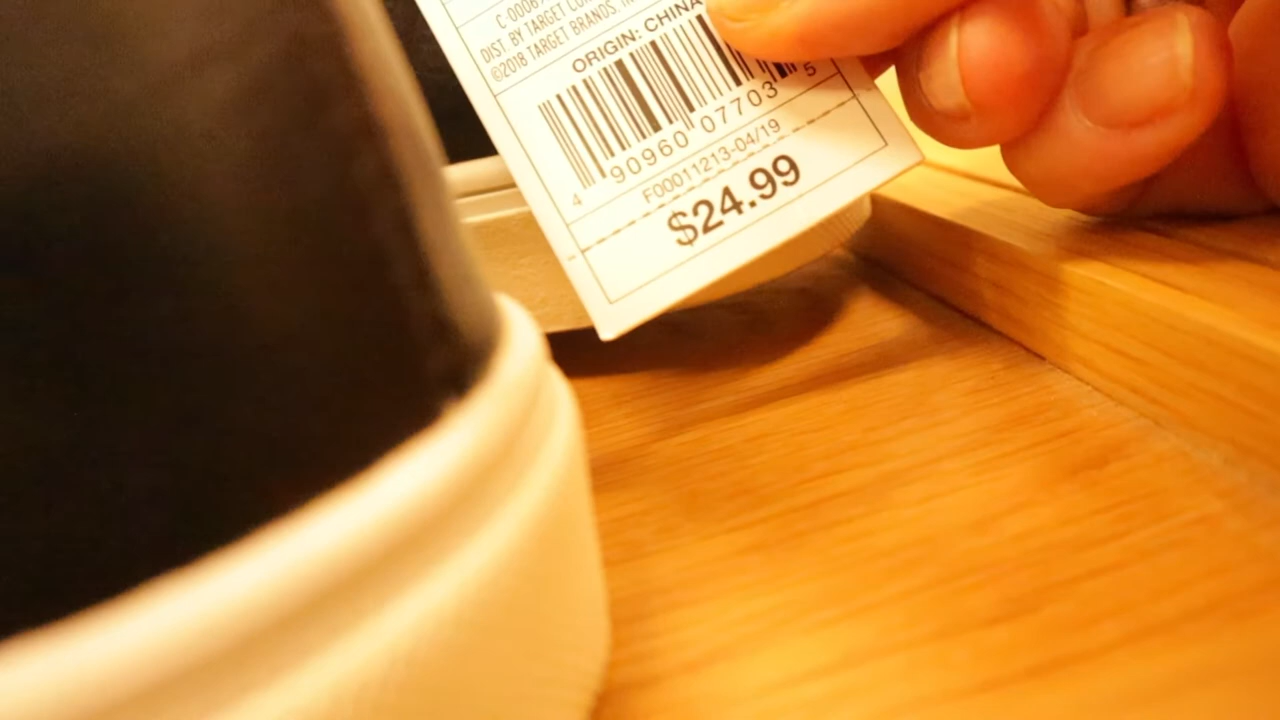 DIST. BY TARGET
©2018 TARGET BRANDS,
ORIGIN: CHINA
4 90960 07703 5
F00011213-04/19
$24.99